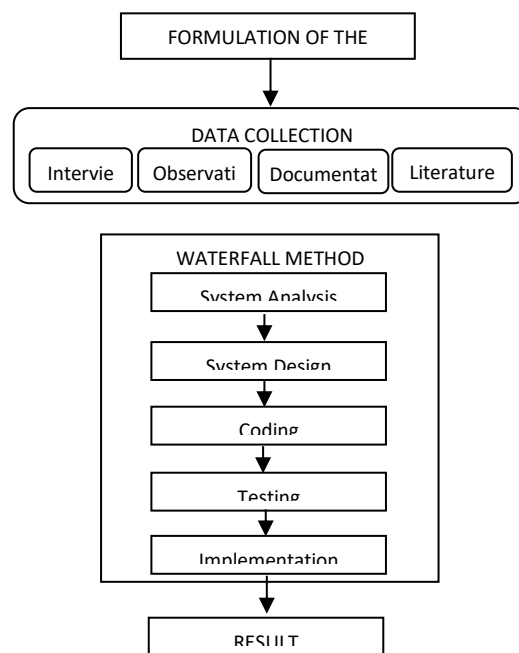 FORMULATION OF THE
DATA COLLECTION
Intervie Observati Documentat Literature
WATERFALL METHOD
System Analysis
System Design
Coding
Testing
Implementation
RESULT